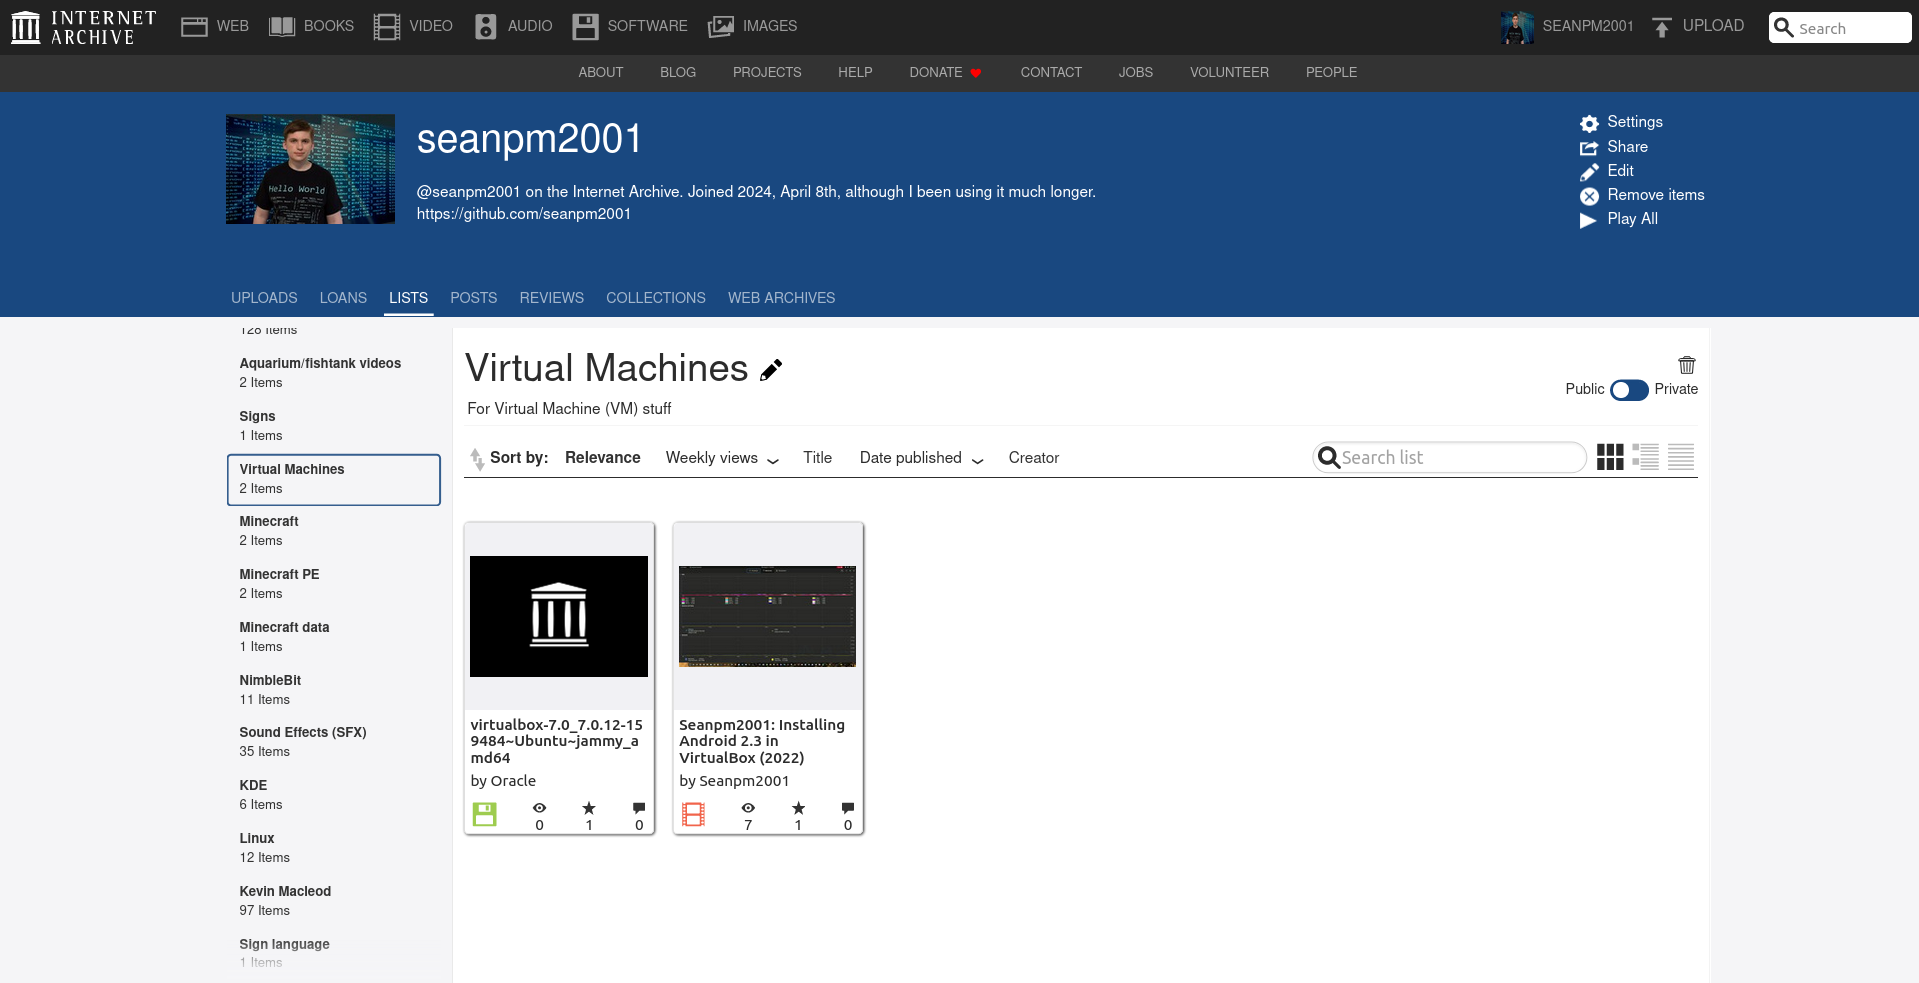 INTERNET
ARCHIVE
WEB
BOOKS
VIDEO
AUDIO
SOFTWARE
IMAGES
SEANPM2001
UPLOAD
Search
ABOUT
BLOG
PROJECTS
HELP
DONATE
CONTACT
JOBS
VOLUNTEER
PEOPLE
Hello World
seanpm2001
@seanpm2001 on the Internet Archive. Joined 2024, April 8th, although I been using it much longer.
https://github.com/seanpm2001
Settings
Share
Edit
Remove items
Play All
UPLOADS
LOANS
LISTS
POSTS
REVIEWS
COLLECTIONS
WEB ARCHIVES
128 Items
Aquarium/fishtank videos
2 Items
Signs
1 Items
Virtual Machines
2 Items
Minecraft
2 Items
Minecraft PE
2 Items
Minecraft data
1 Items
NimbleBit
11 Items
Sound Effects (SFX)
35 Items
KDE
6 Items
Linux
12 Items
Kevin Macleod
97 Items
Sign language
1 Items
Virtual Machines
For Virtual Machine (VM) stuff
Public
Private
Sort by:
Relevance
Weekly views
Title
Date published
Creator
Search list
virtualbox-7.0_7.0.12-15
9484~Ubuntu~jammy_a
md64
by Oracle
0
1
0
Seanpm2001: Installing
Android 2.3 in
VirtualBox (2022)
by Seanpm2001
7
1
0